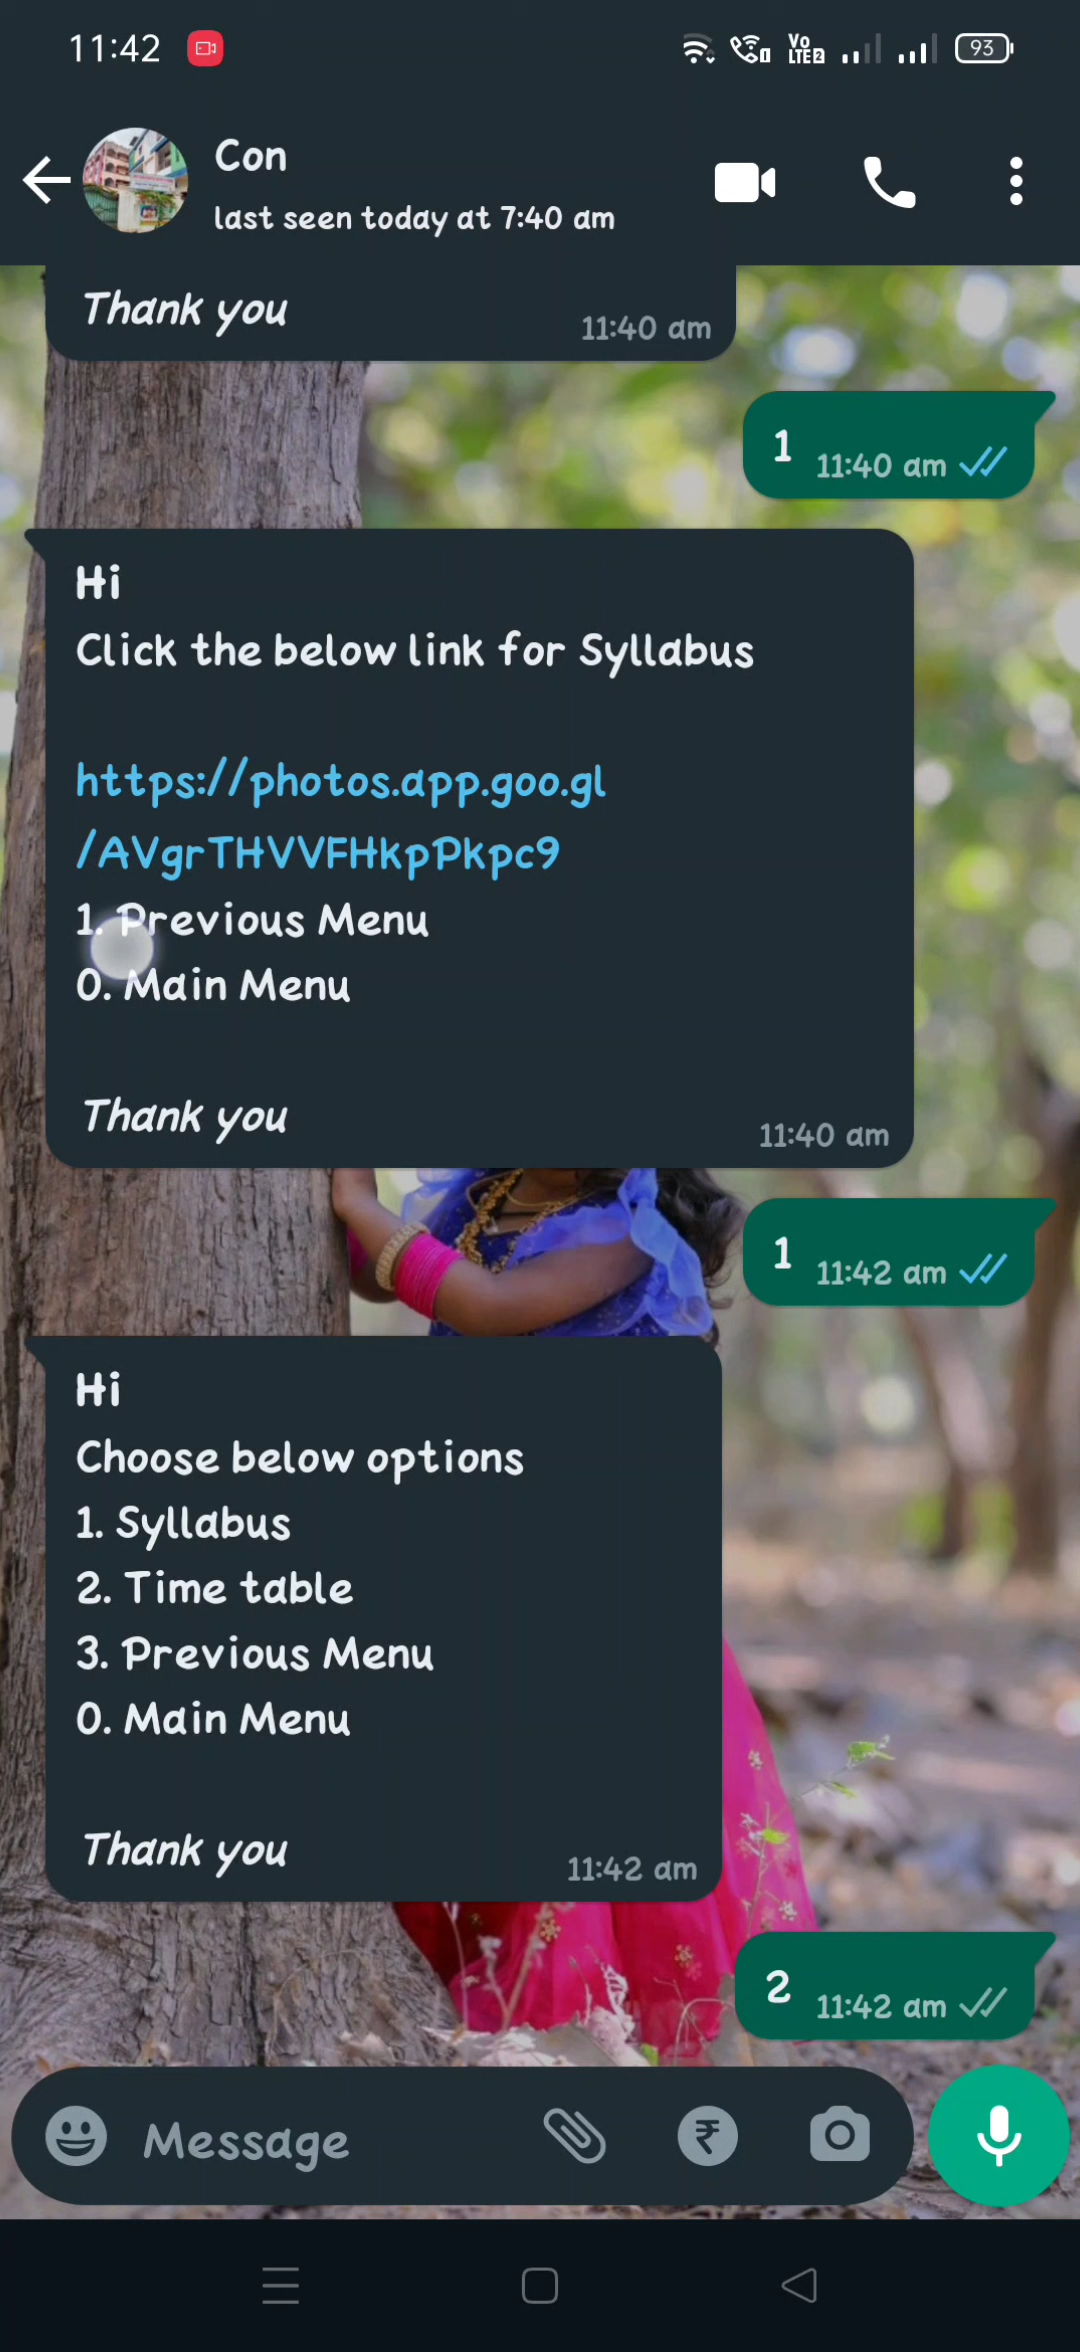 11:42
Vo
LTE 2
93
Con
last seen today at 7:40 am
Thank you
11:40 am
1 11:40 am
Hi
Click the below link for Syllabus
https://photos.app.goo.gl
/AVgrTHVVFHkpPkpc9
1. Previous Menu
0. Main Menu
Thank you
11:40 am
1 11:42 am
Hi
Choose below options
1. Syllabus
2. Time table
3. Previous Menu
0. Main Menu
Thank you
11:42 am
2 11:42 am
Message
₹